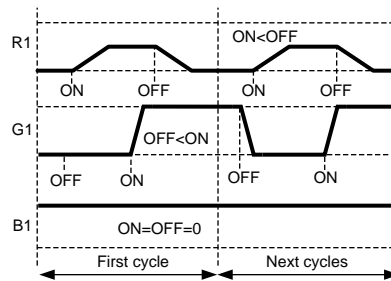 R1
ON<OFF
ON OFF ON OFF
G1
OFF<ON
OFF ON OFF ON
B1
ON=OFF=0
First cycle Next cycles